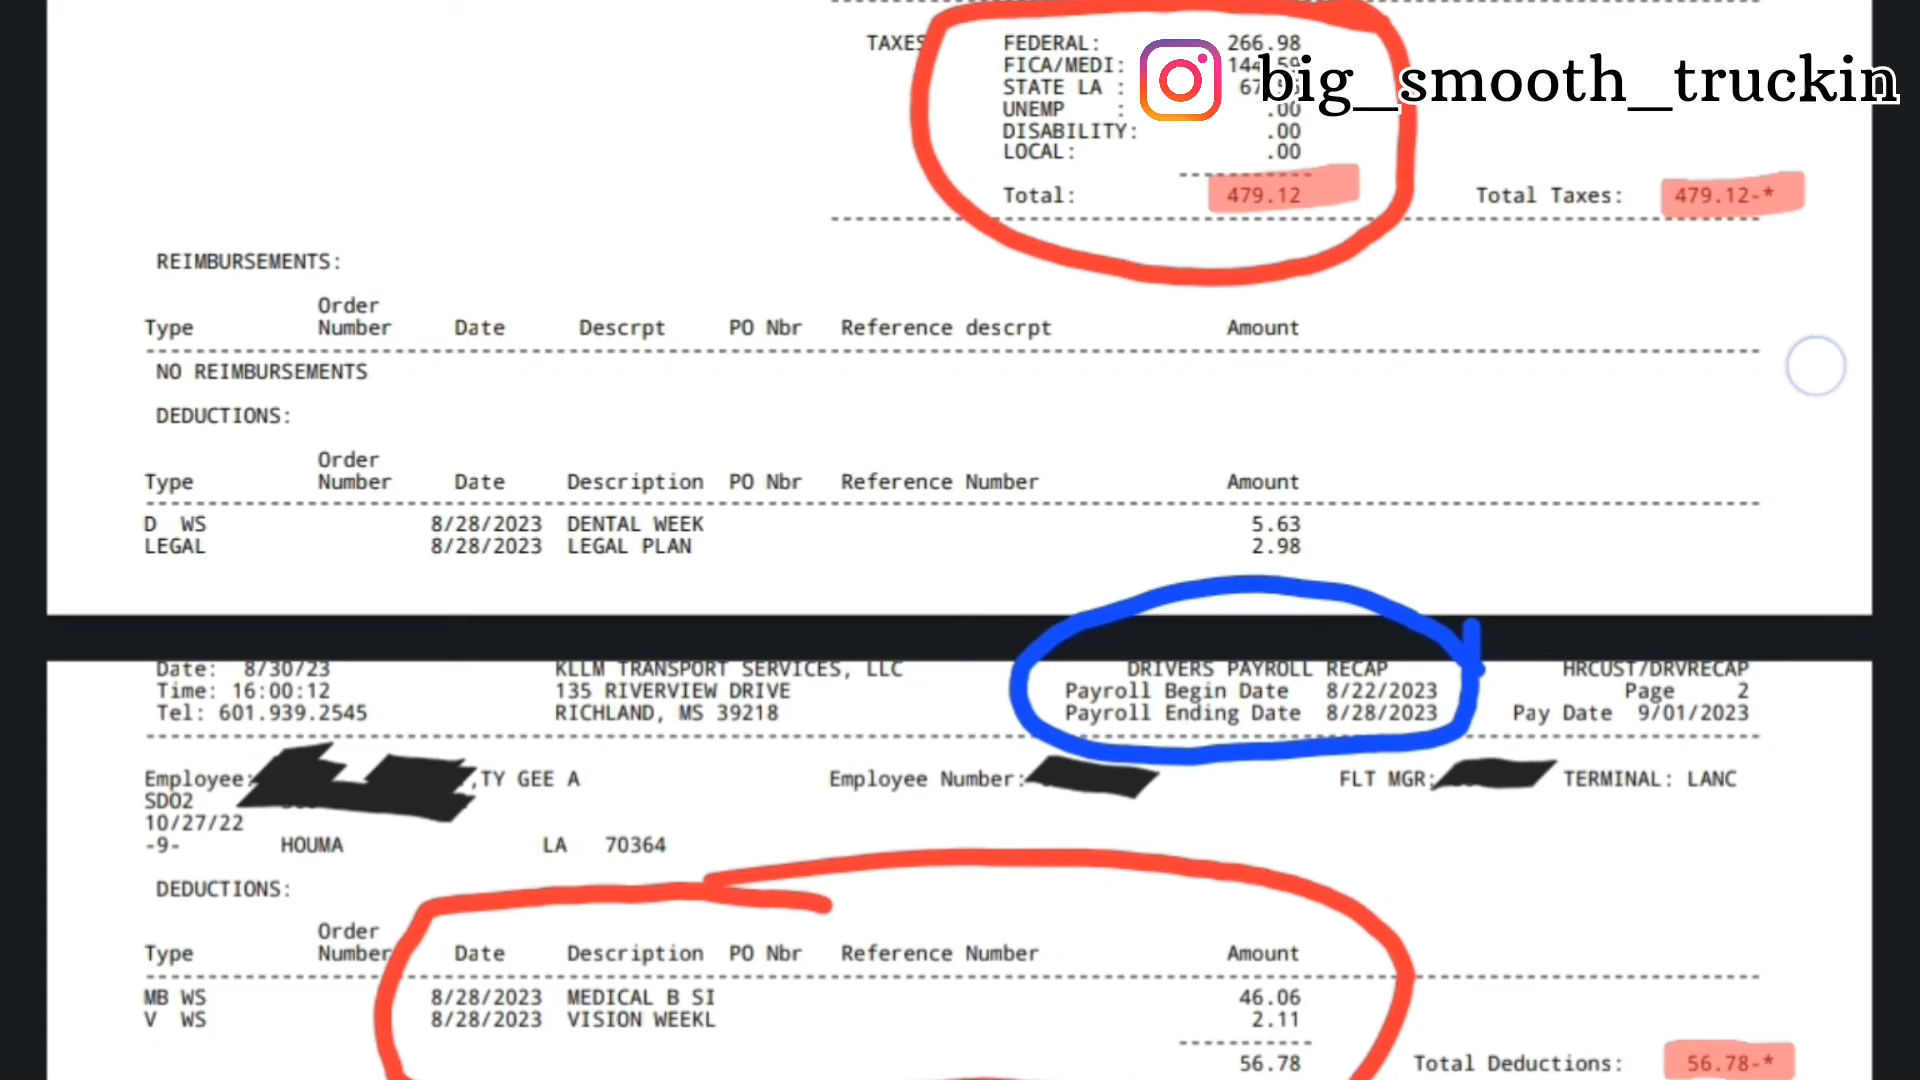 TAXES FEDERAL: 266.98
FICA/MEDI:
big_smooth_truckin
STATE LA :
UNEMP : .00
DISABILITY: .00
LOCAL: .00
Total: 479.12 Total Taxes: 479.12-*
REIMBURSEMENTS:
Order
Type Number Date Descrpt PO Nbr Reference descrpt Amount
NO REIMBURSEMENTS
DEDUCTIONS:
Order
Type Number Date Description PO Nbr Reference Number Amount
D WS 8/28/2023 DENTAL WEEK 5.63
LEGAL 8/28/2023 LEGAL PLAN 2.98
Date: 8/30/23 KLLM TRANSPORT SERVICES, LLC DRIVERS PAYROLL RECAP HRCUST/DRVRECAP
Time: 16:00:12 135 RIVERVIEW DRIVE Payroll Begin Date 8/22/2023 Page 2
Tel: 601.939.2545 RICHLAND, MS 39218 Payroll Ending Date 8/28/2023 Pay Date 9/01/2023
Employee: ,TY GEE A Employee Number: FLT MGR: TERMINAL: LANC
SDO2
10/27/22
-9- HOUMA LA 70364
DEDUCTIONS:
Order
Type Number Date Description PO Nbr Reference Number Amount
MB WS 8/28/2023 MEDICAL B SI 46.06
V WS 8/28/2023 VISION WEEKL 2.11
56.78 Total Deductions: 56.78-*